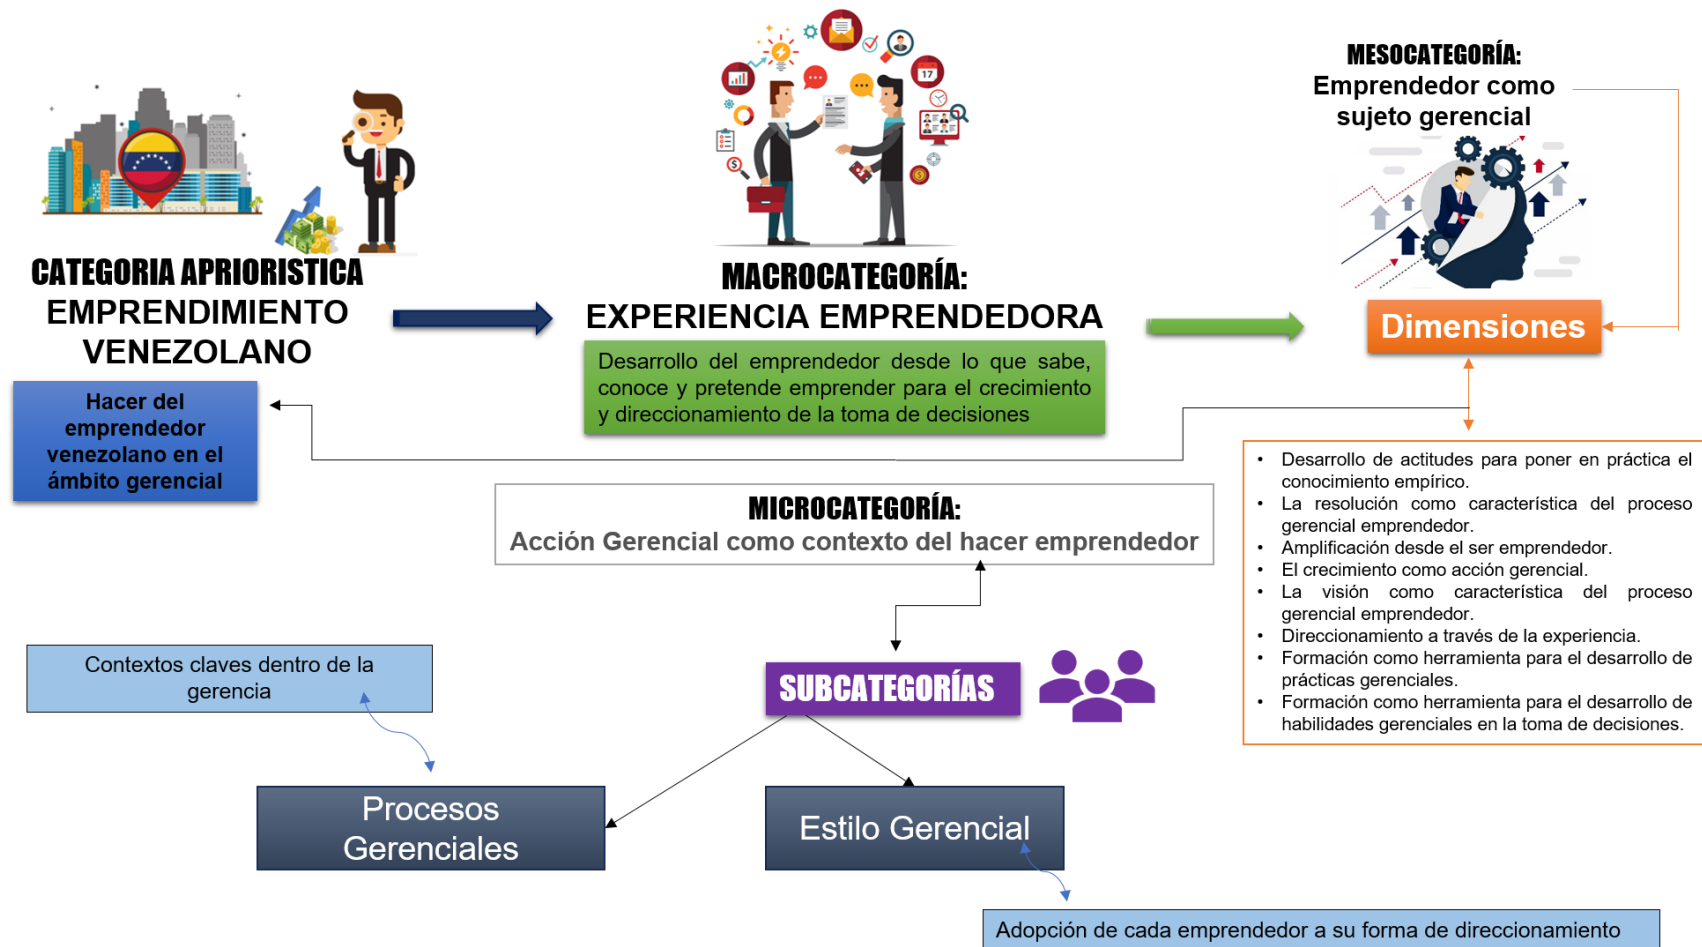 CATEGORIA APRIORISTICA
EMPRENDIMIENTO
VENEZOLANO
Hacer del
emprendedor
venezolano en el
ámbito gerencial
17
MACROCATEGORÍA:
EXPERIENCIA EMPRENDEDORA
Desarrollo del emprendedor desde lo que sabe,
conoce y pretende emprender para el crecimiento
y direccionamiento de la toma de decisiones
MESOCATEGORÍA:
Emprendedor como
sujeto gerencial
Dimensiones
• Desarrollo de actitudes para poner en práctica el
conocimiento empírico.
• La resolución como característica del proceso
gerencial emprendedor.
• Amplificación desde el ser emprendedor.
• El crecimiento como acción gerencial.
• La visión como característica del proceso
gerencial emprendedor.
• Direccionamiento a través de la experiencia.
• Formación como herramienta para el desarrollo de
prácticas gerenciales.
• Formación como herramienta para el desarrollo de
habilidades gerenciales en la toma de decisiones.
MICROCATEGORÍA:
Acción Gerencial como contexto del hacer emprendedor
SUBCATEGORÍAS
Contextos claves dentro de la
gerencia
Procesos
Gerenciales
Estilo Gerencial
Adopción de cada emprendedor a su forma de direccionamiento